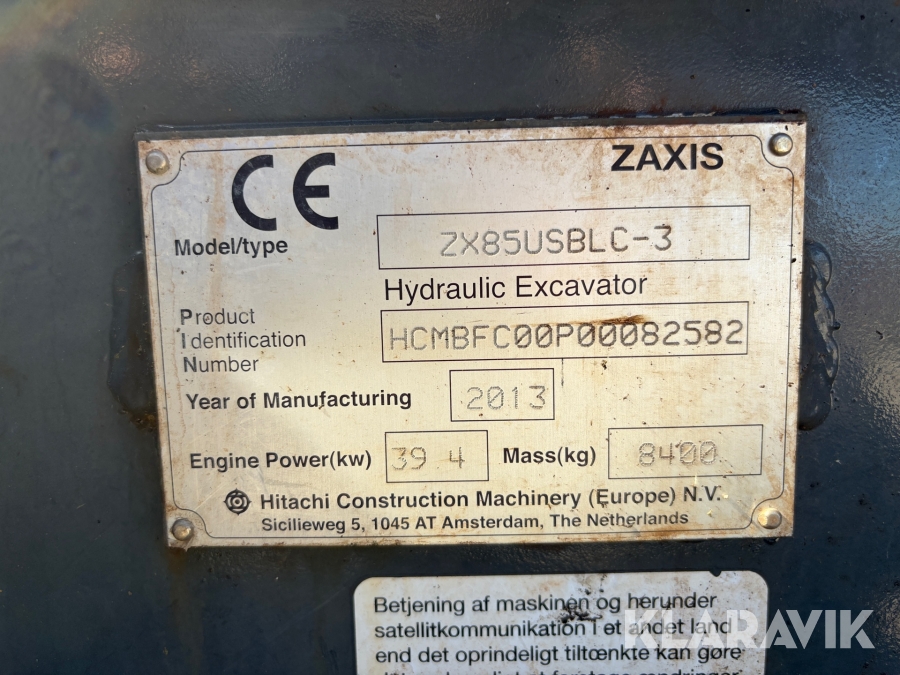 CE
ZAXIS
Model/type ZX85USBLC-3
Hydraulic Excavator
Product
Identification HCMBFC00P00082582
Number
Year of Manufacturing 2013
Engine Power(kw) 39 4 Mass(kg) 8400
Hitachi Construction Machinery (Europe) N.V.
Sicilieweg 5, 1045 AT Amsterdam, The Netherlands
Betjening af maskinen og herunder
satellitkommunikation i et andet land
end det oprindeligt tiltœnkte kan gøre
KLARAVIK